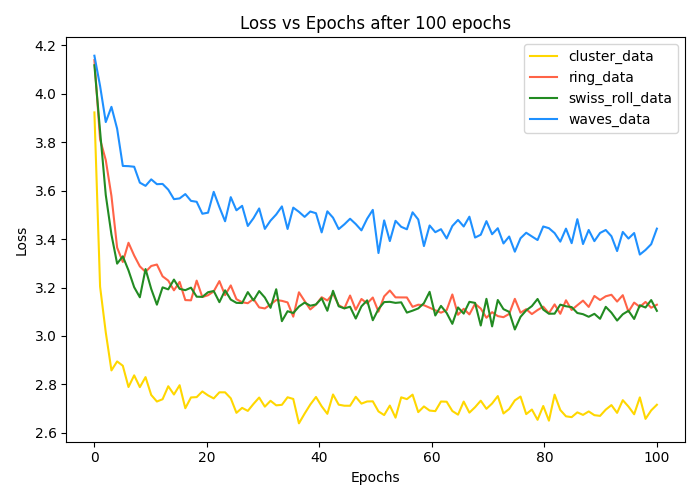 Loss vs Epochs after 100 epochs
4.2
4.0
3.8
3.6
3.4
3.2
3.0
2.8
2.6
Loss
cluster_data
ring_data
swiss_roll_data
waves_data
0
20
40
60
80
100
Epochs